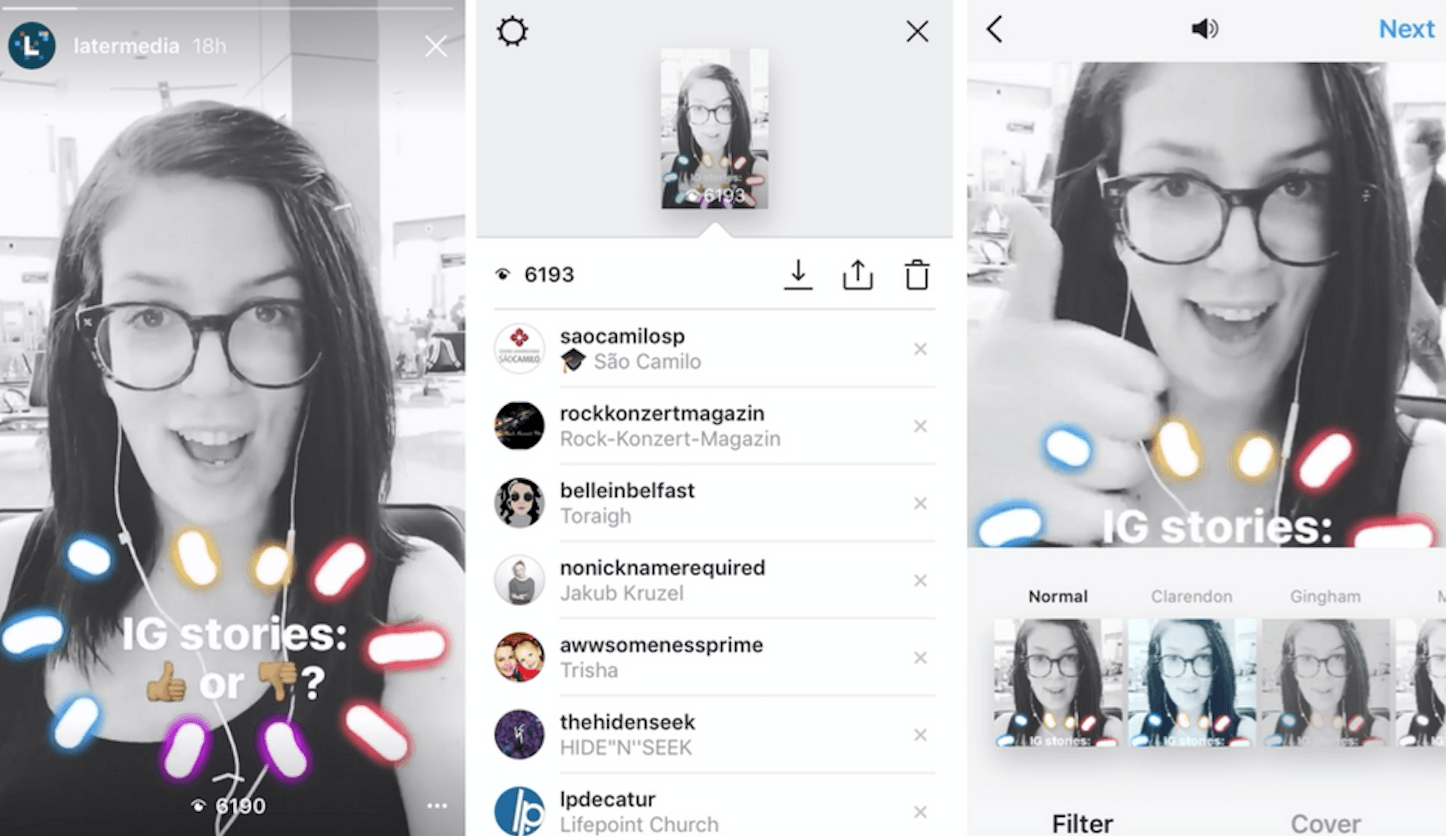 latermedia 18h
IG stories:
👍🏽 or 👎🏽?
6190
IG stories:
6193
6193
SÃOCAMILO
saocamilosp
🎓 São Camilo
rockkonzertmagazin
Rock-Konzert-Magazin
belleinbelfast
Toraigh
nonicknamerequired
Jakub Kruzel
awwsomenessprime
Trisha
thehidenseek
HIDE"N''SEEK
lpdecatur
Lifepoint Church
Next
IG stories:
Normal Clarendon Gingham M
IG stories: IG stories: IG stories: IG
Filter Cover